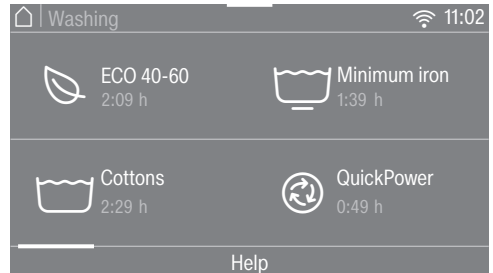 Washing 11:02
ECO 40-60
2:09 h
Minimum iron
1:39 h
Cottons
2:29 h
QuickPower
0:49 h
Help